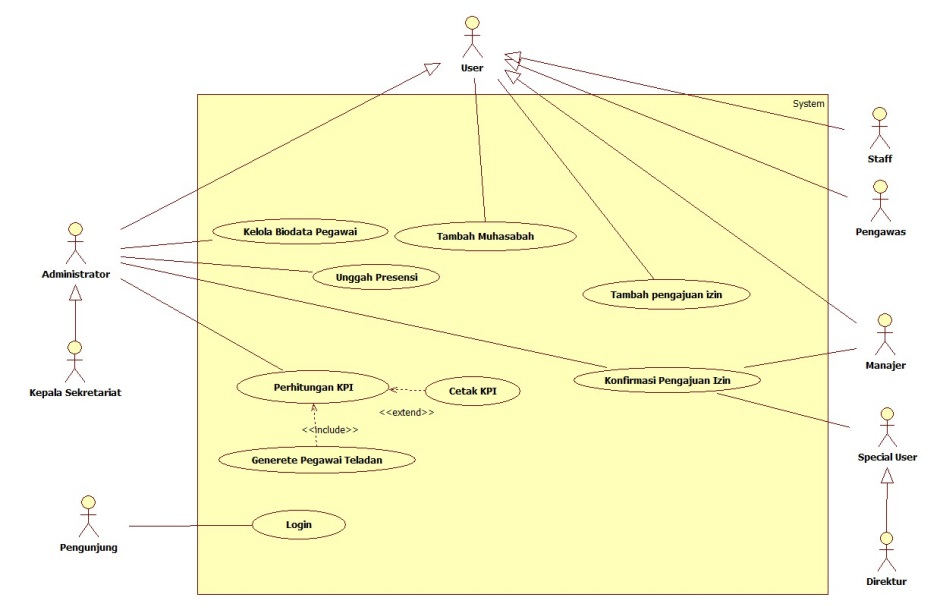 User
System
Staff
Pengawas
Kelola Biodata Pegawai
Tambah Muhasabah
Administrator
Unggah Presensi
Tambah pengajuan izin
Manajer
Kepala Sekretariat
Perhitungan KPI
Cetak KPI
Konfirmasi Pengajuan Izin
<<extend>>
<<include>>
Generete Pegawai Teladan
Special User
Login
Pengunjung
Direktur